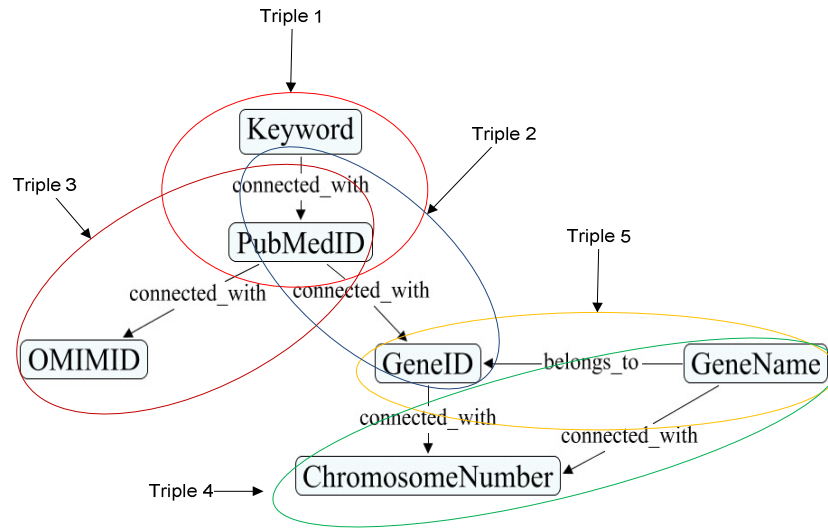 Triple 1
Keyword
Triple 2
connected_with
Triple 3
PubMedID
Triple 5
connected_with
connected_with
OMIMID
GeneID
belongs_to
GeneName
connected_with
connected_with
ChromosomeNumber
Triple 4